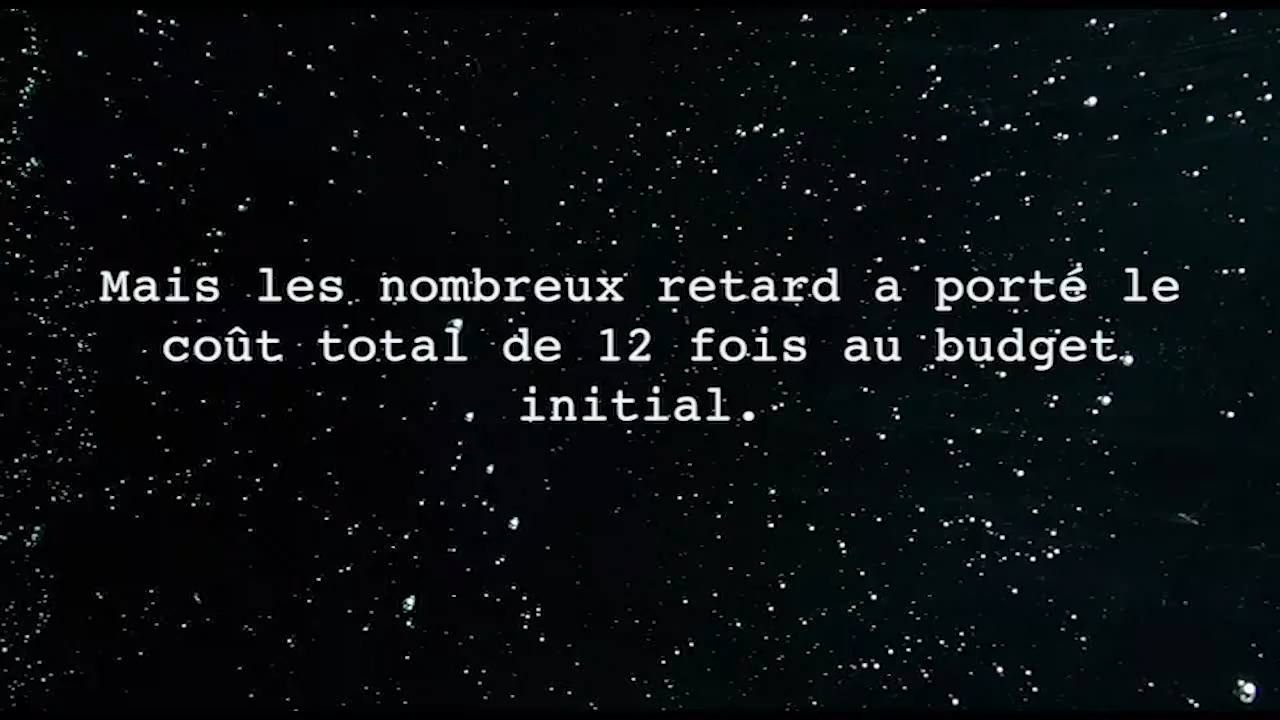 Mais les nombreux retard a porté le
coût total de 12 fois au budget
initial.